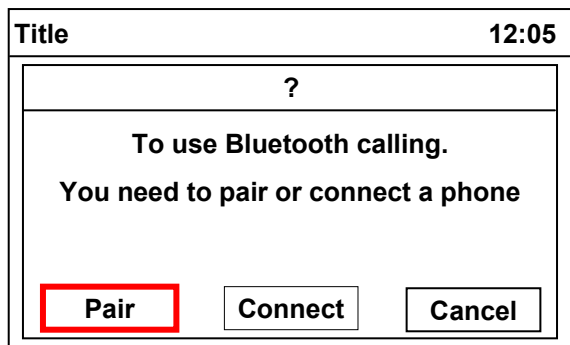 Title 12:05
?
To use Bluetooth calling.
You need to pair or connect a phone
Pair Connect Cancel